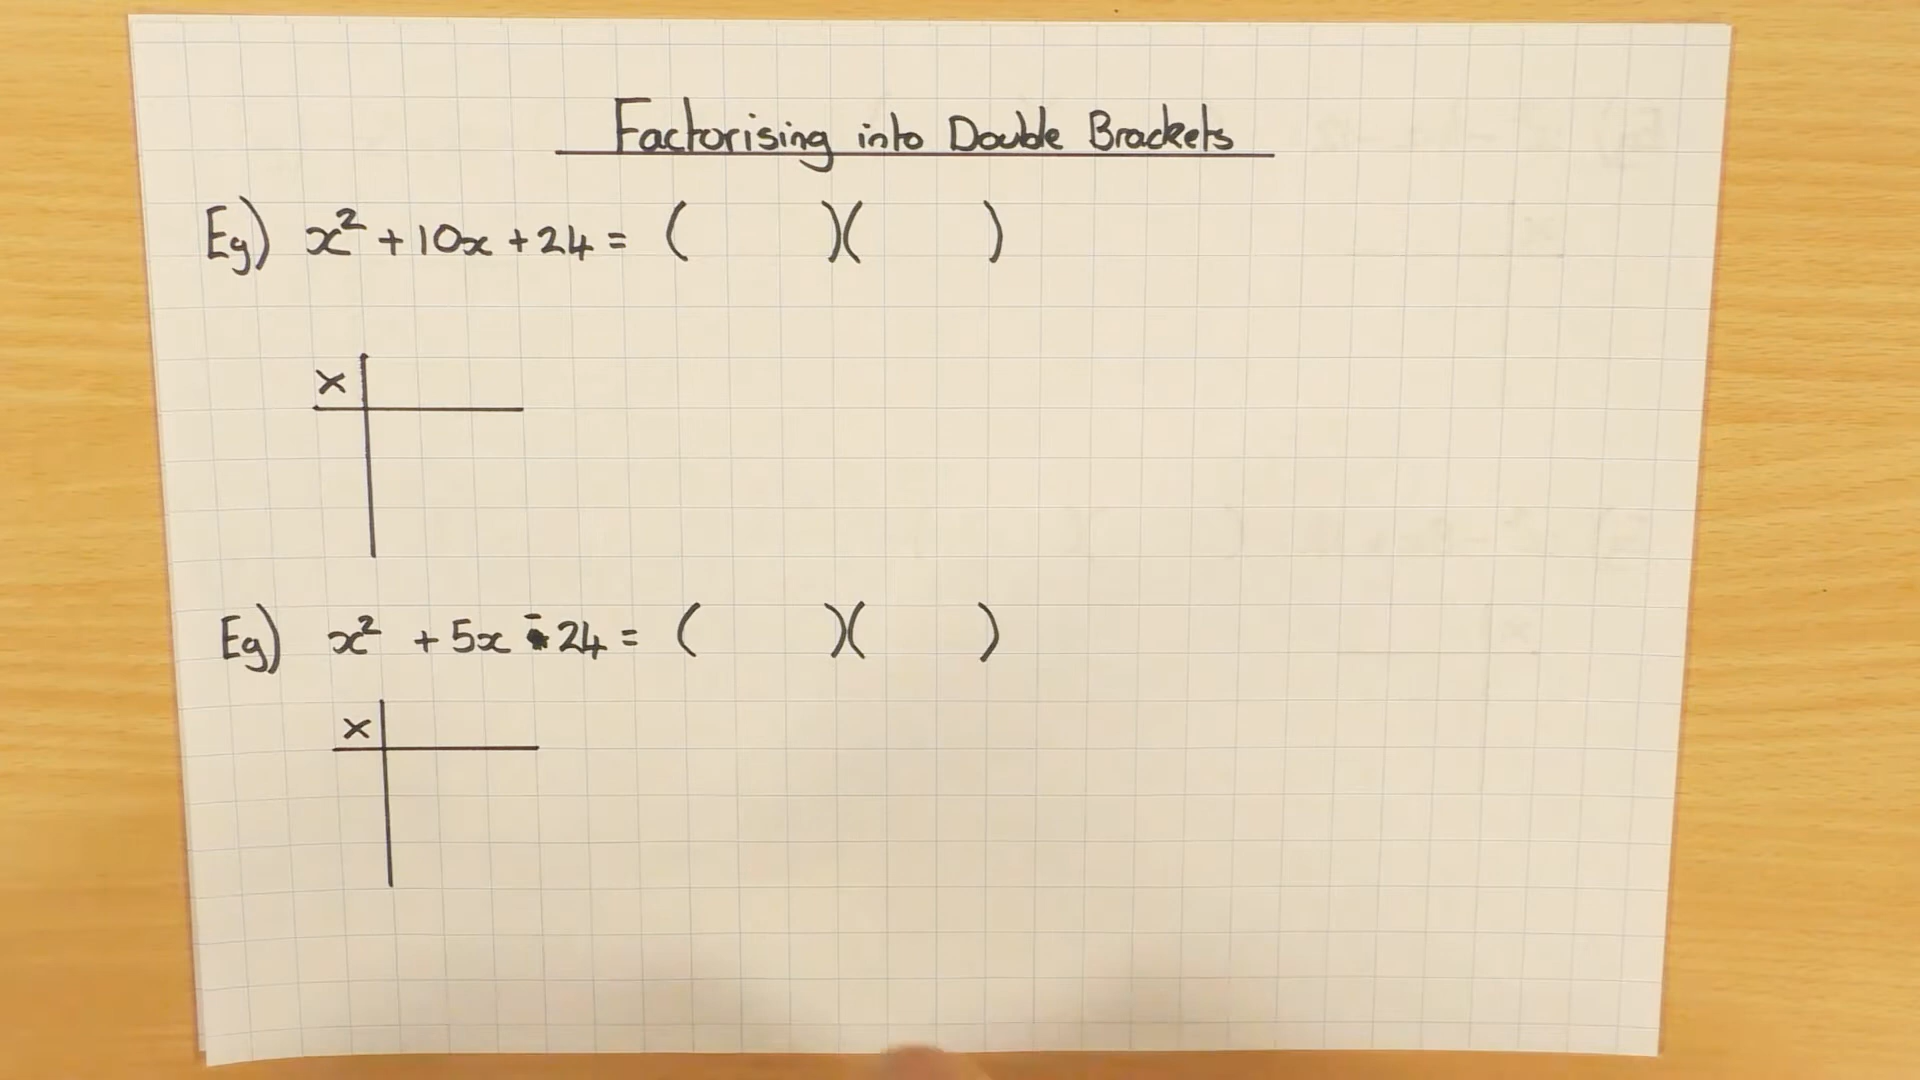 Factorising into Double Brackets
Eg) x² + 10x + 24 = (    )(    )
×
Eg) x² + 5x - 24 = (    )(    )
×